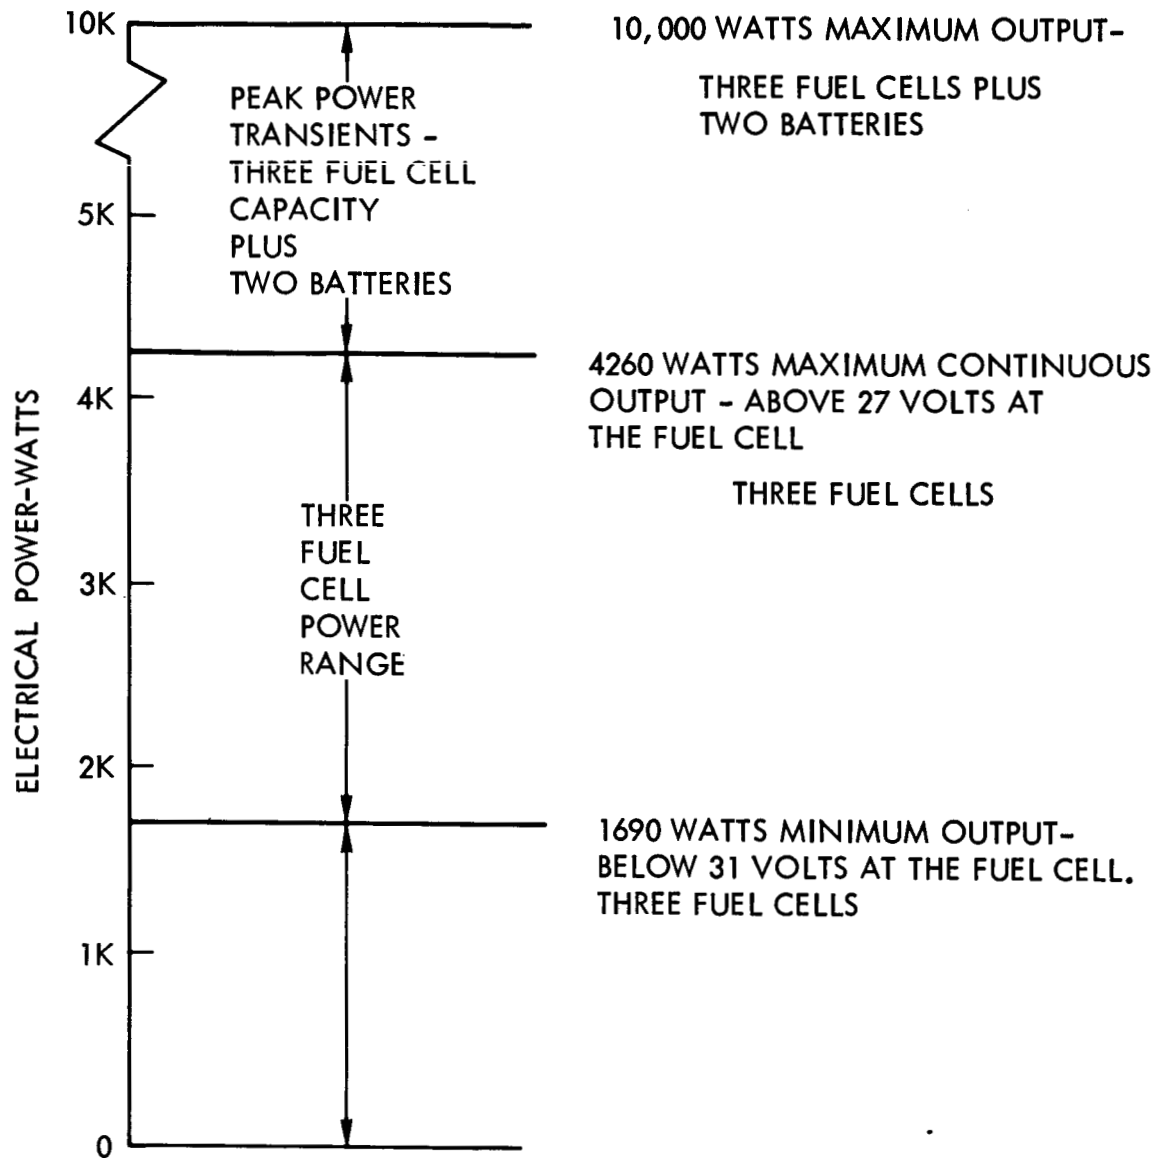 10K
10,000 WATTS MAXIMUM OUTPUT-
THREE FUEL CELLS PLUS
TWO BATTERIES
PEAK POWER
TRANSIENTS -
THREE FUEL CELL
CAPACITY
PLUS
TWO BATTERIES
5K
4260 WATTS MAXIMUM CONTINUOUS
OUTPUT - ABOVE 27 VOLTS AT
THE FUEL CELL
THREE FUEL CELLS
4K
ELECTRICAL POWER-WATTS
THREE
FUEL
CELL
POWER
RANGE
3K
2K
1690 WATTS MINIMUM OUTPUT-
BELOW 31 VOLTS AT THE FUEL CELL.
THREE FUEL CELLS
1K
0